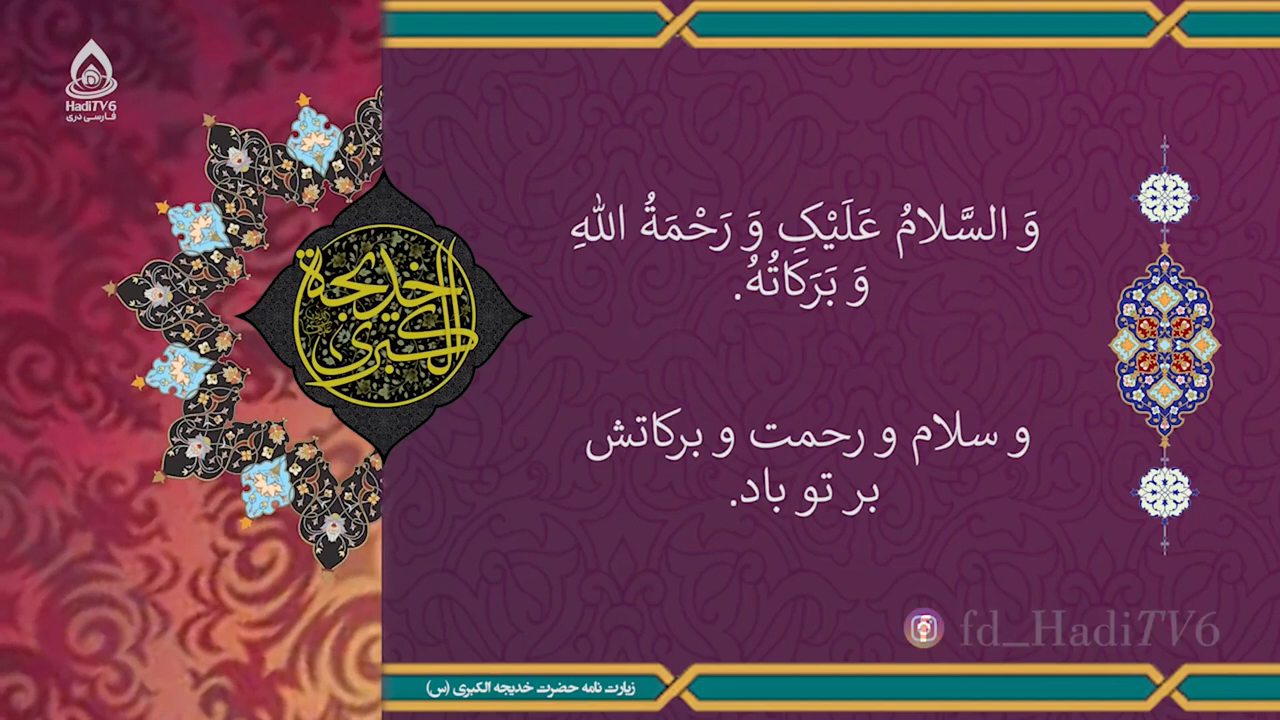 HadiTV6
فارسی دری
خدیجة
الکبری
وَ السَّلامُ عَلَیْکِ وَ رَحْمَةُ اللهِ
وَ بَرَکَاتُهُ.
و سلام و رحمت و برکاتش
بر تو باد.
fd_HadiTV6
زیارت نامه حضرت خدیجه الکبری (س)